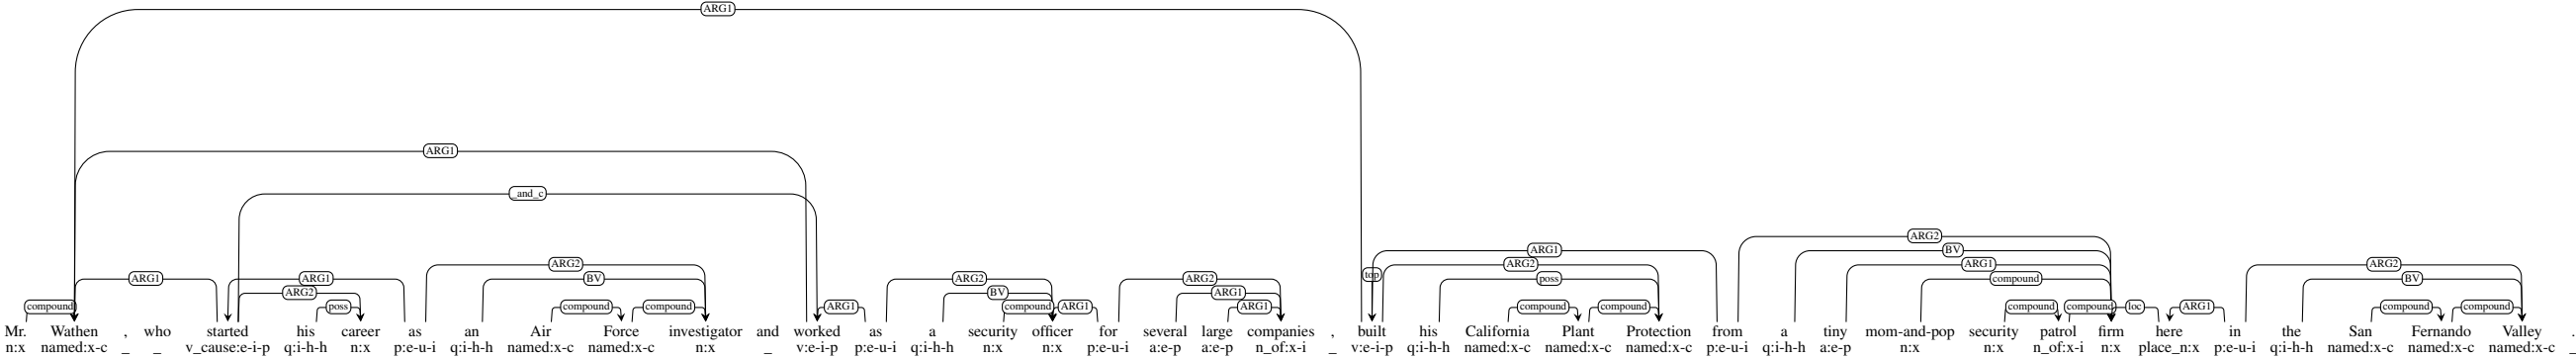 ARG1
ARG1
_and_c
ARG2
ARG2 ARG1 BV
top ARG2 ARG1 ARG2
ARG1 ARG1 BV ARG2 ARG2 poss compound BV
ARG2 BV ARG1
compound poss compound compound ARG1 compound ARG1 ARG1 compound compound compound compound loc ARG1 compound compound
Mr. Wathen , who started his career as an Air Force investigator and worked as a security officer for several large companies , built his California Plant Protection from a tiny mom-and-pop security patrol firm here in the San Fernando Valley .
n:x named:x-c _ _ v_cause:e-i-p q:i-h-h n:x p:e-u-i q:i-h-h named:x-c named:x-c n:x _ v:e-i-p p:e-u-i q:i-h-h n:x n:x p:e-u-i a:e-p a:e-p n_of:x-i _ v:e-i-p q:i-h-h named:x-c named:x-c named:x-c p:e-u-i q:i-h-h a:e-p n:x n:x n_of:x-i n:x place_n:x p:e-u-i q:i-h-h named:x-c named:x-c named:x-c _